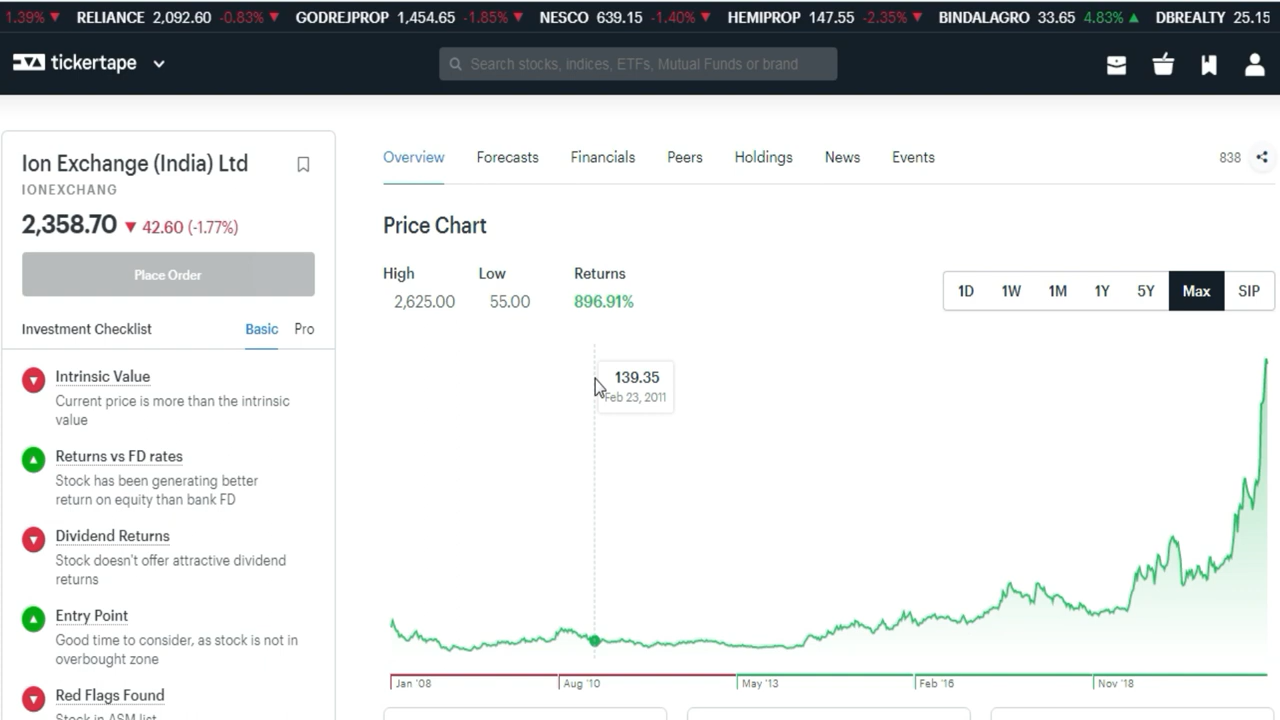 1.39% ▼ RELIANCE 2,092.60 -0.83% ▼ GODREJPROP 1,454.65 -1.85% ▼ NESCO 639.15 -1.40% ▼ HEMIPROP 147.55 -2.35% ▼ BINDALAGRO 33.65 4.83% ▲ DBREALTY 25.15
tickertape
Search stocks, indices, ETFs, Mutual Funds or brand
Ion Exchange (India) Ltd
IONEXCHANG
2,358.70 ▼ 42.60 (-1.77%)
Place Order
Investment Checklist Basic Pro
Intrinsic Value
Current price is more than the intrinsic
value
Returns vs FD rates
Stock has been generating better
return on equity than bank FD
Dividend Returns
Stock doesn't offer attractive dividend
returns
Entry Point
Good time to consider, as stock is not in
overbought zone
Red Flags Found
Stock in ASM list
Overview Forecasts Financials Peers Holdings News Events 838
Price Chart
High Low Returns
2,625.00 55.00 896.91%
1D 1W 1M 1Y 5Y Max SIP
139.35
Feb 23, 2011
Jan '08 Aug '10 May '13 Feb '16 Nov '18